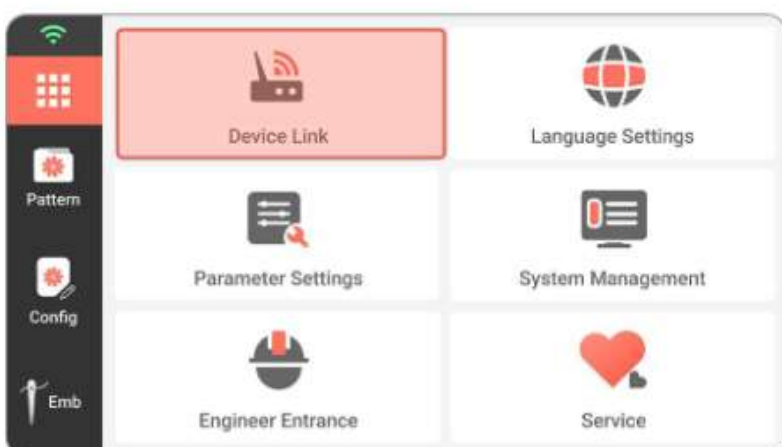 Device Link
Language Settings
Pattern
Parameter Settings
System Management
Config
Emb
Engineer Entrance
Service